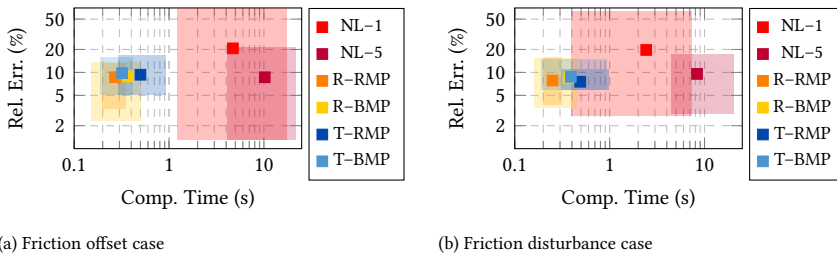 50
20
10
5
2
0.1 1 10
Rel. Err. (%)
Comp. Time (s)
NL−1
NL−5
R−RMP
R−BMP
T−RMP
T−BMP
a) Friction offset case
50
20
10
5
2
0.1 1 10
Rel. Err. (%)
Comp. Time (s)
NL−1
NL−5
R−RMP
R−BMP
T−RMP
T−BMP
(b) Friction disturbance case